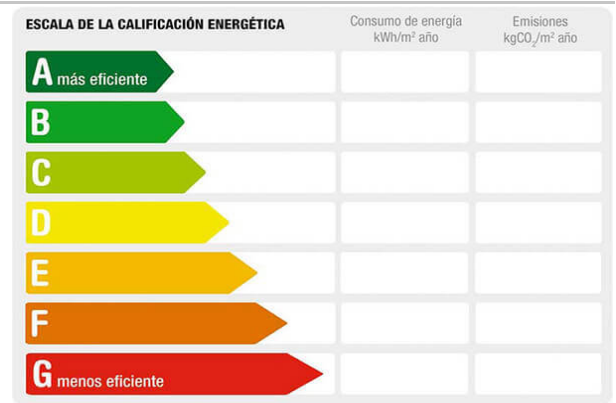 ESCALA DE LA CALIFICACIÓN ENERGÉTICA
Consumo de energía
kWh/m² año
Emisiones
kgCO₂/m² año
A más eficiente
B
C
D
E
F
G menos eficiente